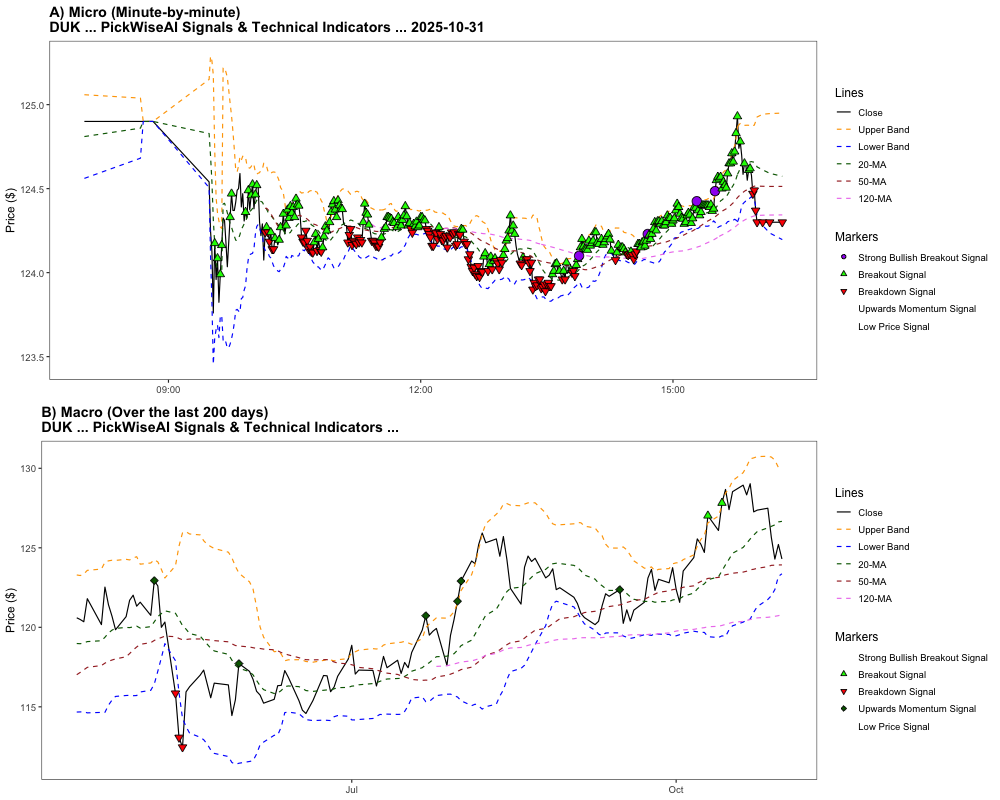 A) Micro (Minute-by-minute)
DUK ... PickWiseAI Signals & Technical Indicators ... 2025-10-31
125.0
124.5
124.0
123.5
Price ($)
09:00
12:00
15:00
Lines
Close
Upper Band
Lower Band
20-MA
50-MA
120-MA
Markers
Strong Bullish Breakout Signal
Breakout Signal
Breakdown Signal
Upwards Momentum Signal
Low Price Signal
B) Macro (Over the last 200 days)
DUK ... PickWiseAI Signals & Technical Indicators ...
130
125
120
115
Price ($)
Jul
Oct
Lines
Close
Upper Band
Lower Band
20-MA
50-MA
120-MA
Markers
Strong Bullish Breakout Signal
Breakout Signal
Breakdown Signal
Upwards Momentum Signal
Low Price Signal